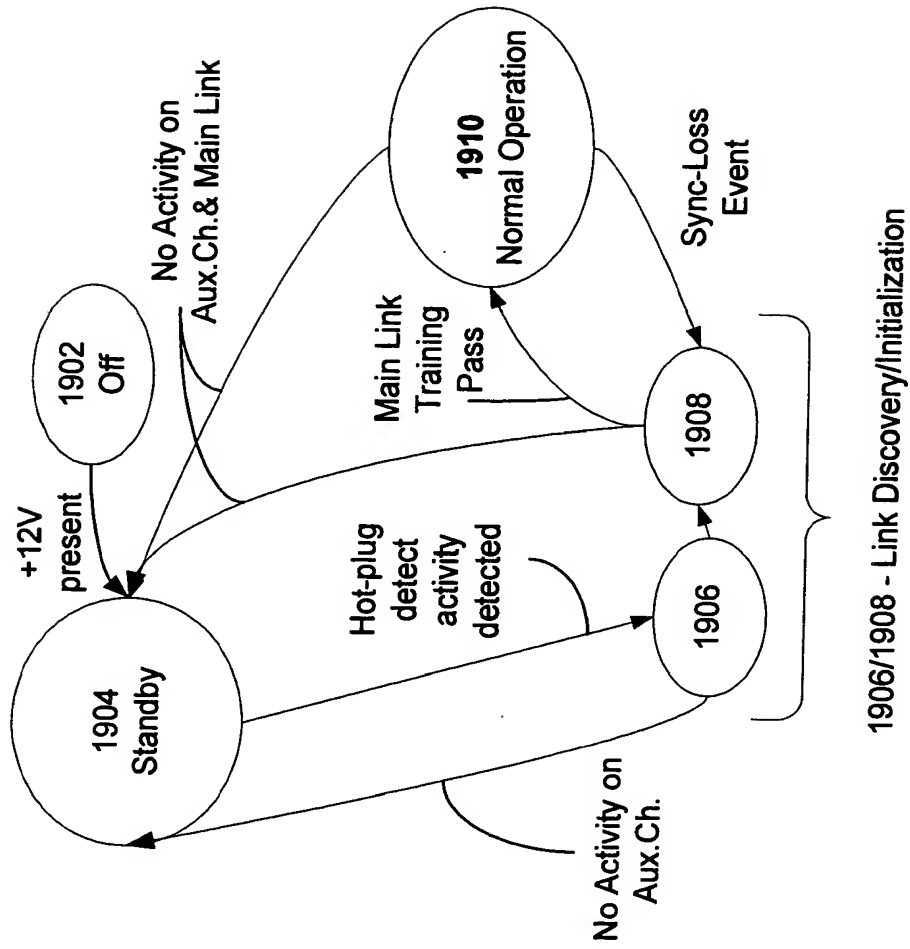 1902
Off
+12V
present
1904
Standby
No Activity on
Aux.Ch.& Main Link
Hot-plug
detect
activity
detected
Main Link
Training
Pass
1910
Normal Operation
No Activity on
Aux.Ch.
1906
1908
Sync-Loss
Event
1906/1908 - Link Discovery/Initialization